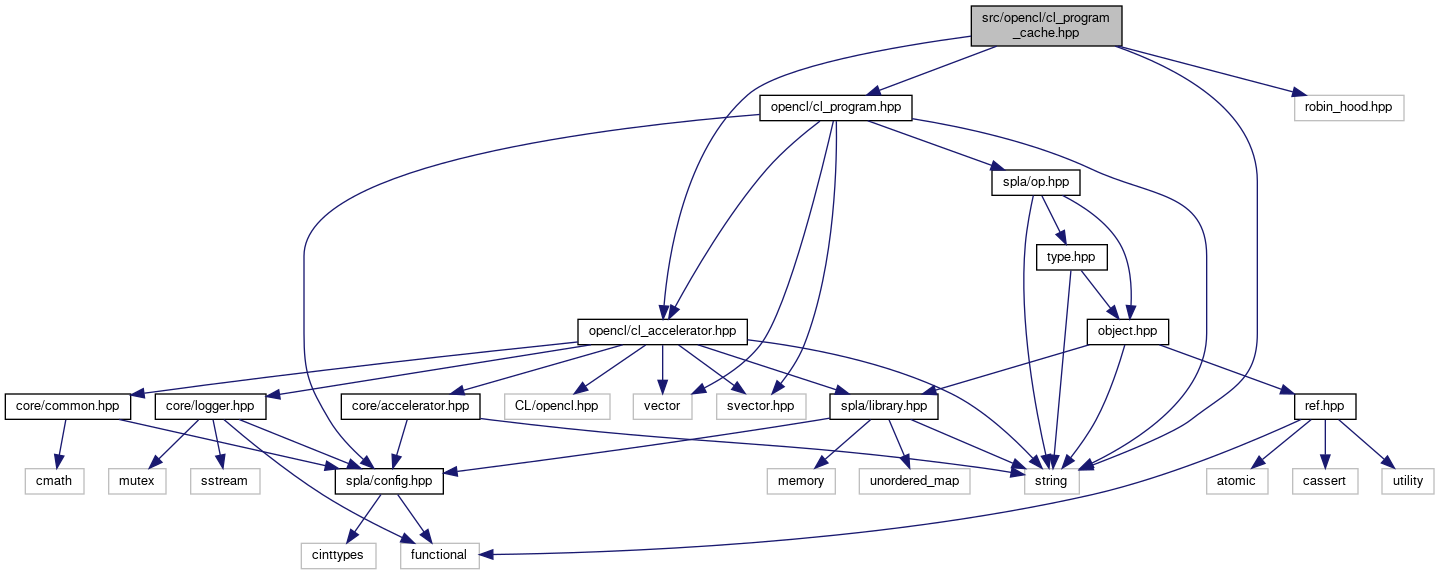 src/opencl/cl_program
_cache.hpp
opencl/cl_program.hpp
robin_hood.hpp
spla/op.hpp
type.hpp
opencl/cl_accelerator.hpp
object.hpp
core/common.hpp
core/logger.hpp
core/accelerator.hpp
CL/opencl.hpp
vector
svector.hpp
spla/library.hpp
ref.hpp
cmath
mutex
sstream
spla/config.hpp
memory
unordered_map
string
atomic
cassert
utility
cinttypes
functional